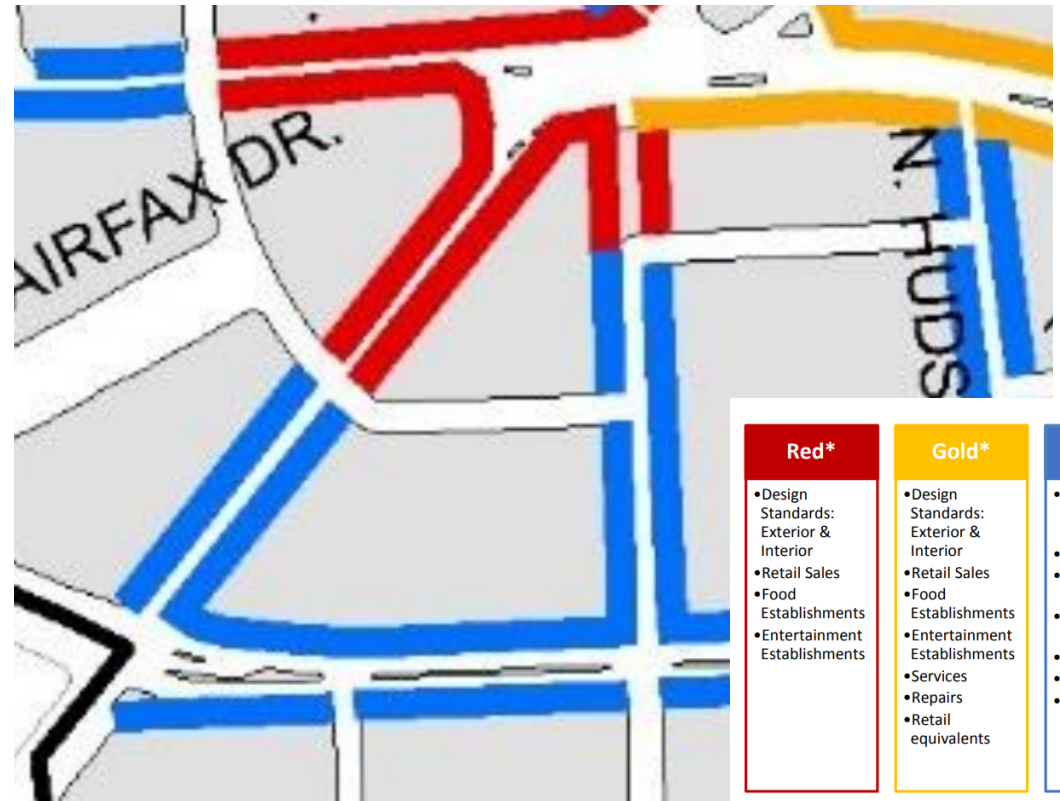 AIRFAX DR.
N. HUDS
Red*
•Design
Standards:
Exterior &
Interior
•Retail Sales
•Food
Establishments
•Entertainment
Establishments
Gold*
•Design
Standards:
Exterior &
Interior
•Retail Sales
•Food
Establishments
•Entertainment
Establishments
•Services
•Repairs
•Retail
equivalents